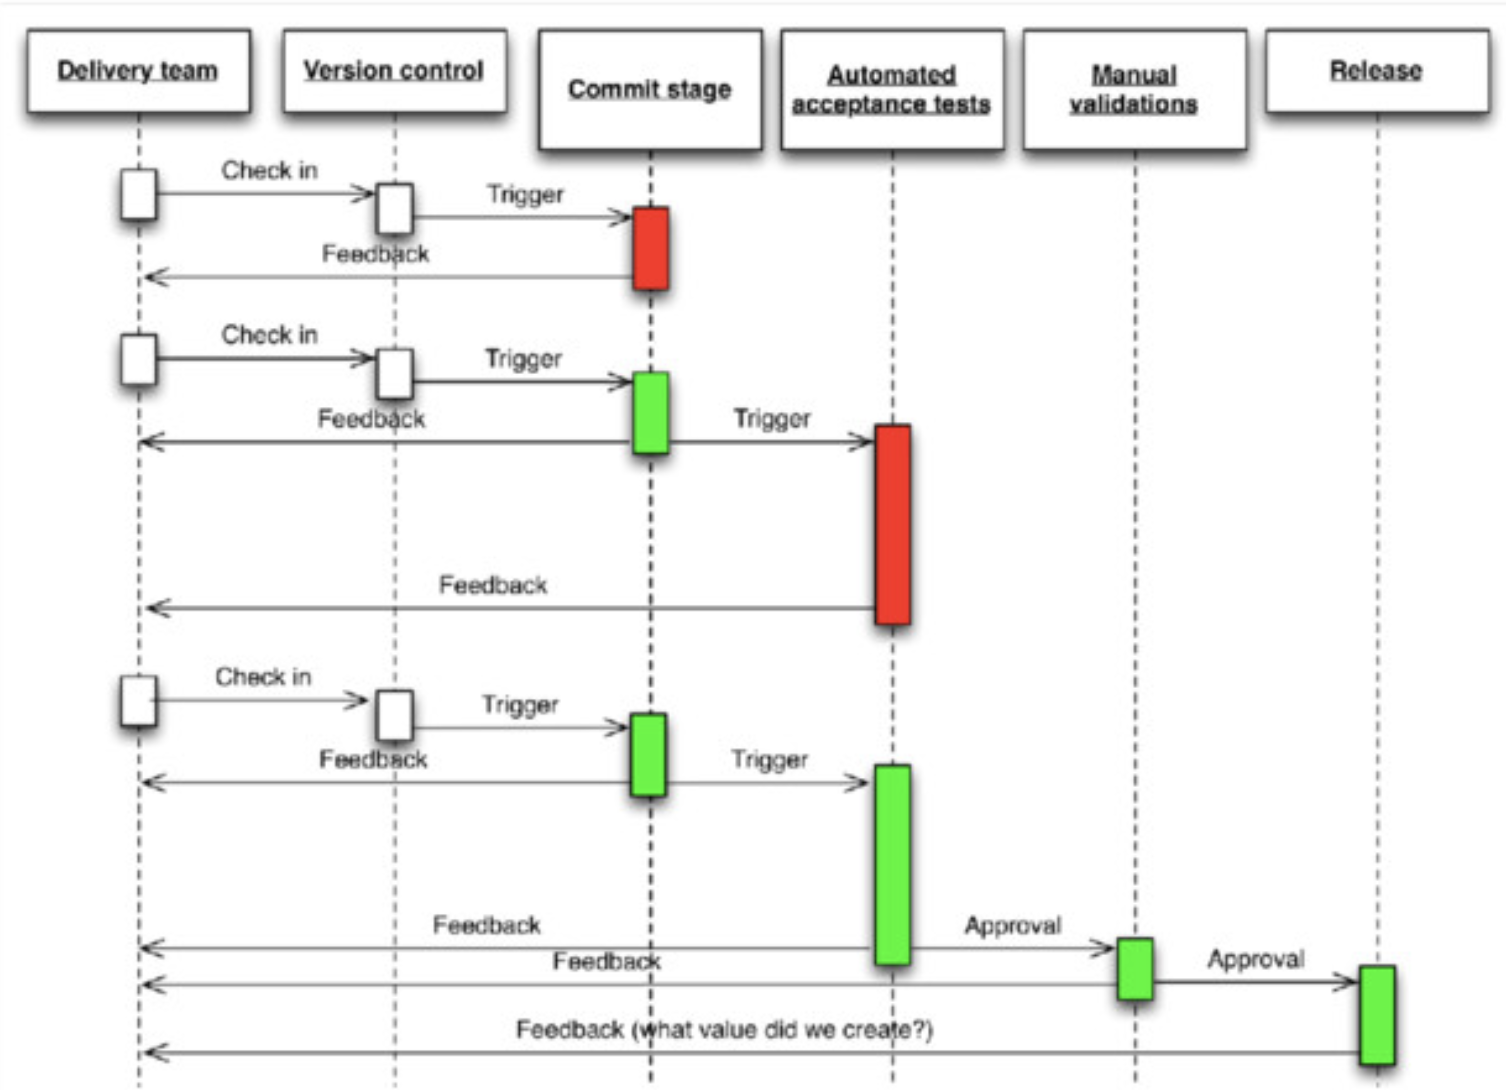 Delivery team
Version control
Commit stage
Automated
acceptance tests
Manual
validations
Release
Check in
Trigger
Feedback
Check in
Trigger
Feedback
Trigger
Feedback
Check in
Trigger
Feedback
Trigger
Feedback
Approval
Feedback
Approval
Feedback (what value did we create?)